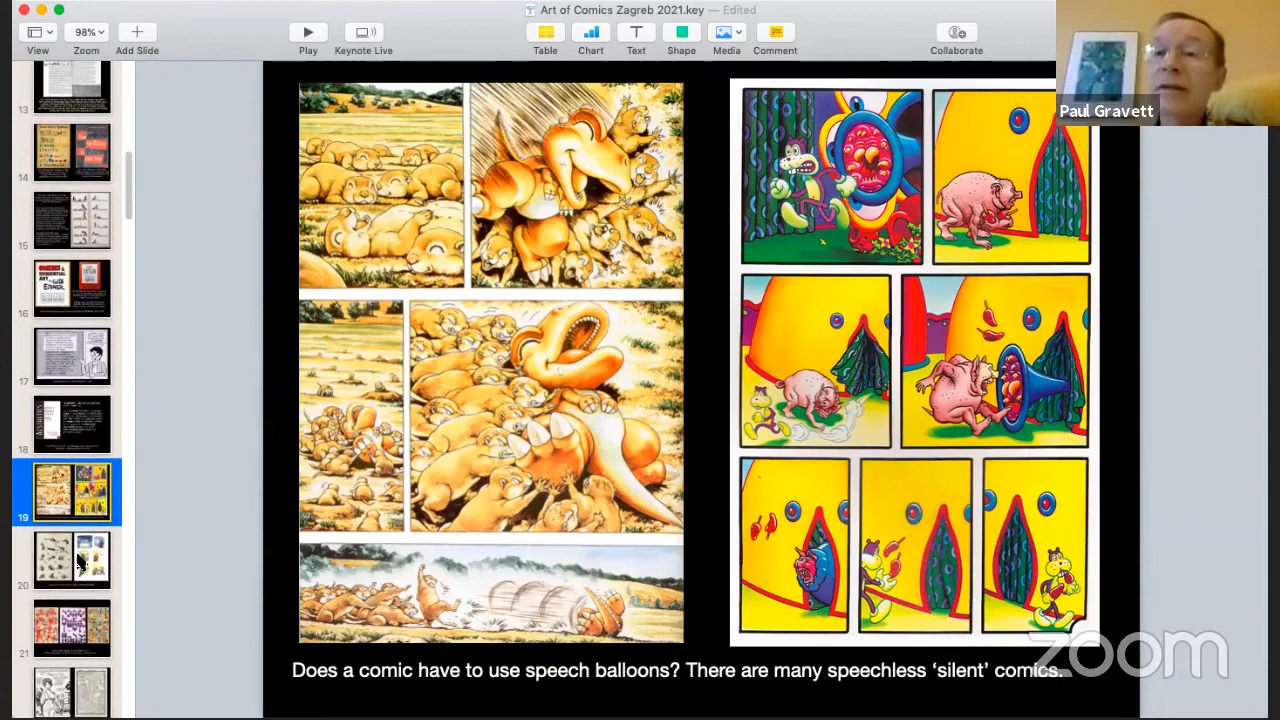 Art of Comics Zagreb 2021.key — Edited
98%
View
Zoom
Add Slide
Play
Keynote Live
Table
Chart
Text
Shape
Media
Comment
Collaborate
Paul Gravett
13
14
15
16
17
18
19
20
21
Does a comic have to use speech balloons? There are many speechless ‘silent’ comics.
zoom